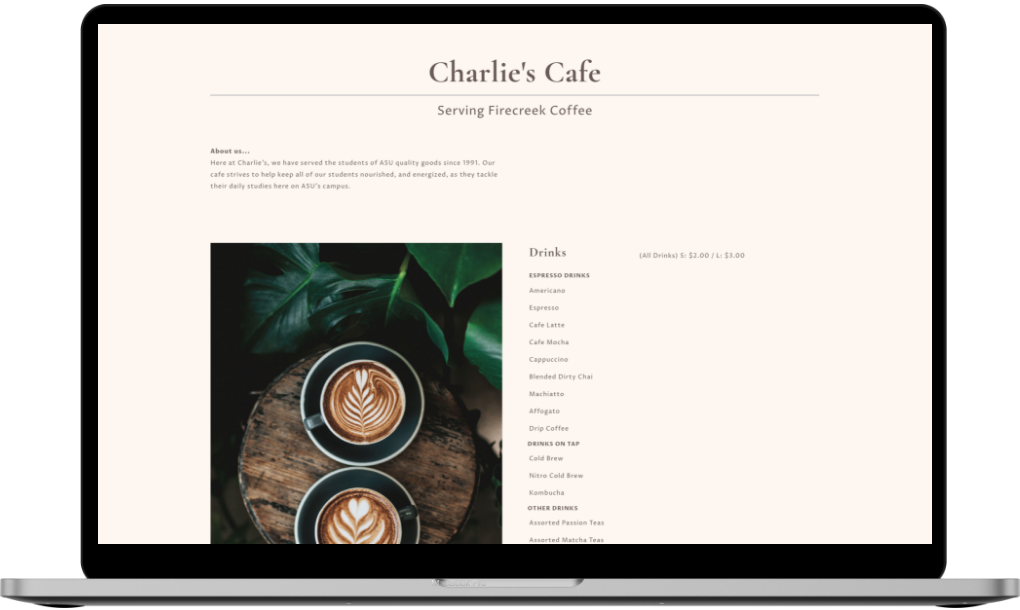 Charlie's Cafe
Serving Firecreek Coffee
About us...
Here at Charlie's, we have served the students of ASU quality goods since 1991. Our
cafe strives to help keep all of our students nourished, and energized, as they tackle
their daily studies here on ASU's campus.
Drinks
(All Drinks) S: $2.00 / L: $3.00
ESPRESSO DRINKS
Americano
Espresso
Cafe Latte
Cafe Mocha
Cappuccino
Blended Dirty Chai
Machiatto
Affogato
Drip Coffee
DRINKS ON TAP
Cold Brew
Nitro Cold Brew
Kombucha
OTHER DRINKS
Assorted Passion Teas
Assorted Matcha Teas